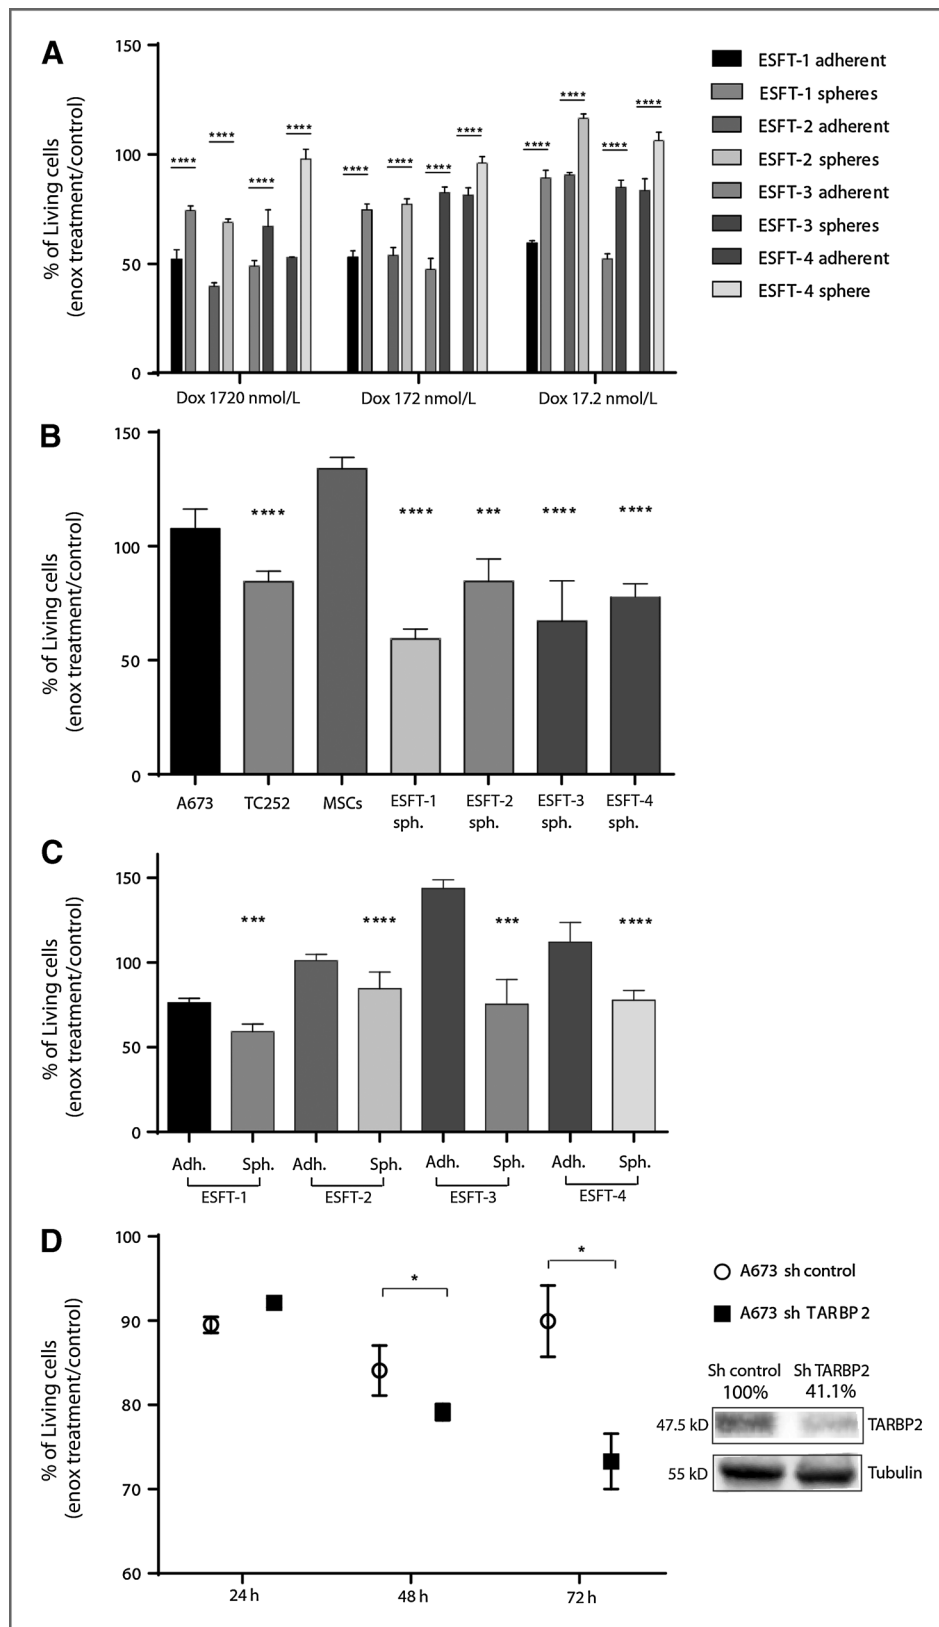 A
% of Living cells
(enox treatment/control)
150
100
50
0
****
****
****
****
****
****
****
****
****
****
****
****
Dox 1720 nmol/L
Dox 172 nmol/L
Dox 17.2 nmol/L
ESFT-1 adherent
ESFT-1 spheres
ESFT-2 adherent
ESFT-2 spheres
ESFT-3 adherent
ESFT-3 spheres
ESFT-4 adherent
ESFT-4 sphere
B
% of Living cells
(enox treatment/control)
150
100
50
0
****
****
***
****
****
A673
TC252
MSCs
ESFT-1
sph.
ESFT-2
sph.
ESFT-3
sph.
ESFT-4
sph.
C
% of Living cells
(enox treatment/control)
150
100
50
0
***
****
***
****
Adh.
Sph.
Adh.
Sph.
Adh.
Sph.
Adh.
Sph.
ESFT-1
ESFT-2
ESFT-3
ESFT-4
D
% of Living cells
(enox treatment/control)
100
90
80
70
60
*
*
24 h
48 h
72 h
A673 sh control
A673 sh TARBP2
Sh control
100%
Sh TARBP2
41.1%
47.5 kD
TARBP2
55 kD
Tubulin